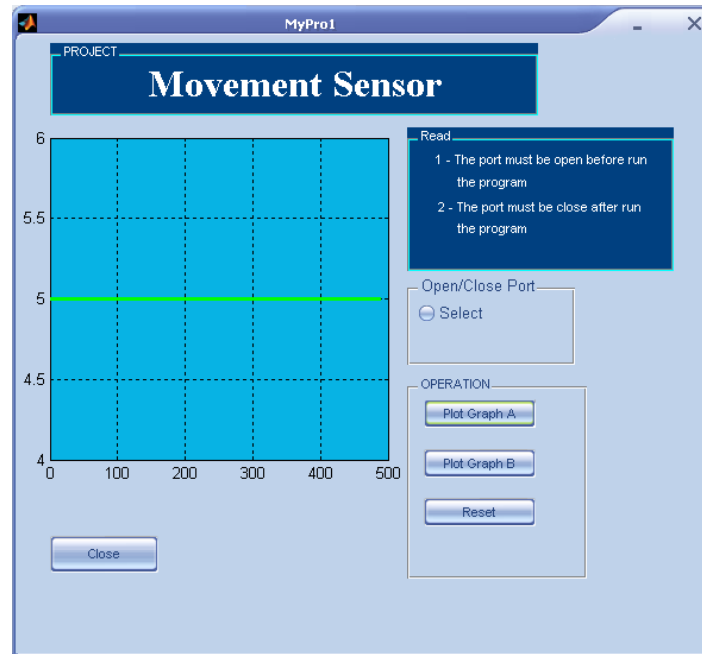 MyPro1
PROJECT
Movement Sensor
6
5.5
5
4.5
4
0 100 200 300 400 500
Read
1 - The port must be open before run
the program
2 - The port must be close after run
the program
Open/Close Port
Select
OPERATION
Plot Graph A
Plot Graph B
Reset
Close